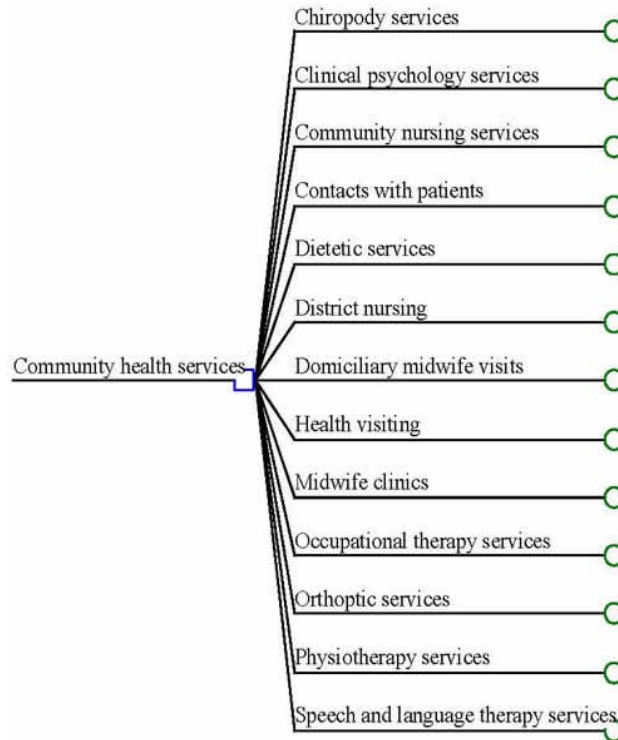 Chiropody services
Clinical psychology services
Community nursing services
Contacts with patients
Dietetic services
District nursing
Community health services
Domiciliary midwife visits
Health visiting
Midwife clinics
Occupational therapy services
Orthoptic services
Physiotherapy services
Speech and language therapy services